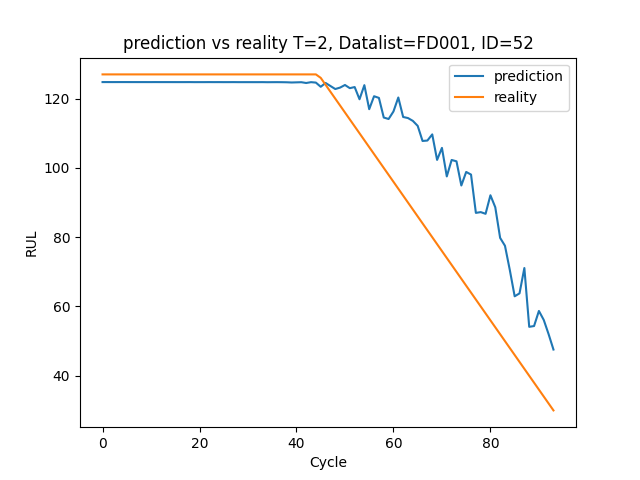 prediction vs reality T=2, Datalist=FD001, ID=52
prediction
reality
RUL
120
100
80
60
40
0
20
40
60
80
Cycle